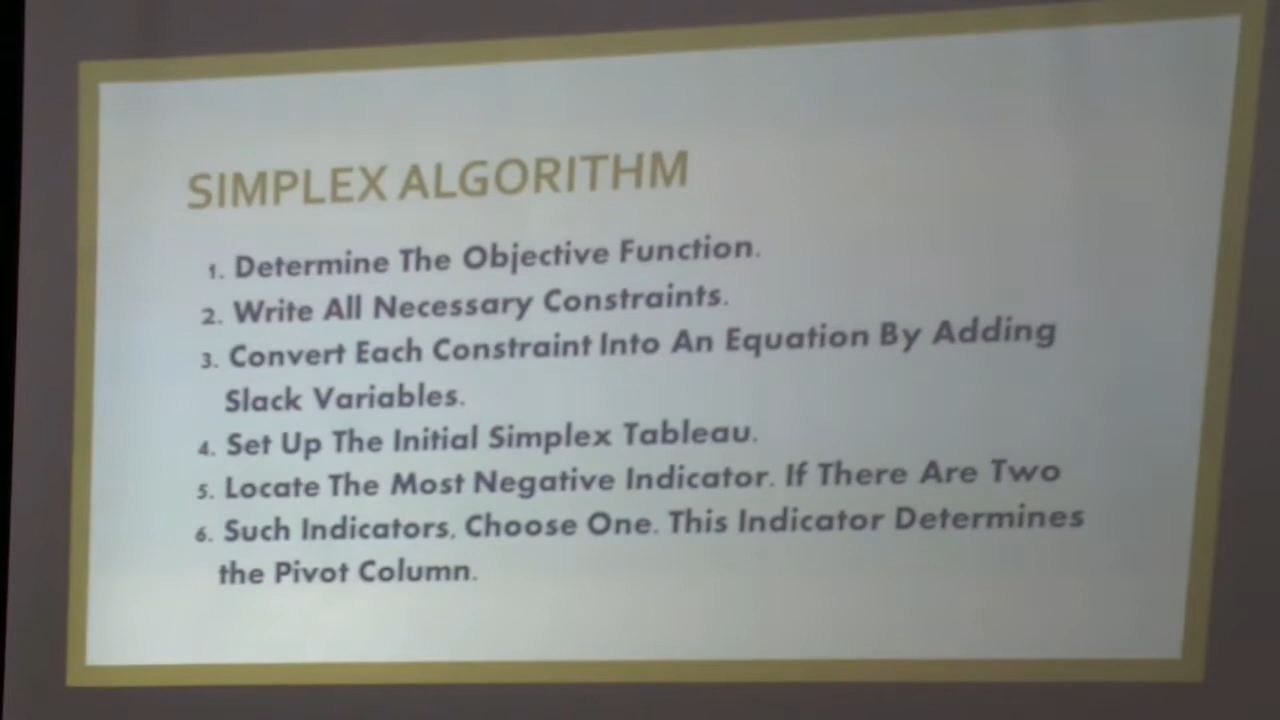 SIMPLEX ALGORITHM
1. Determine The Objective Function.
2. Write All Necessary Constraints.
3. Convert Each Constraint Into An Equation By Adding
Slack Variables.
4. Set Up The Initial Simplex Tableau.
5. Locate The Most Negative Indicator. If There Are Two
6. Such Indicators, Choose One. This Indicator Determines
the Pivot Column.